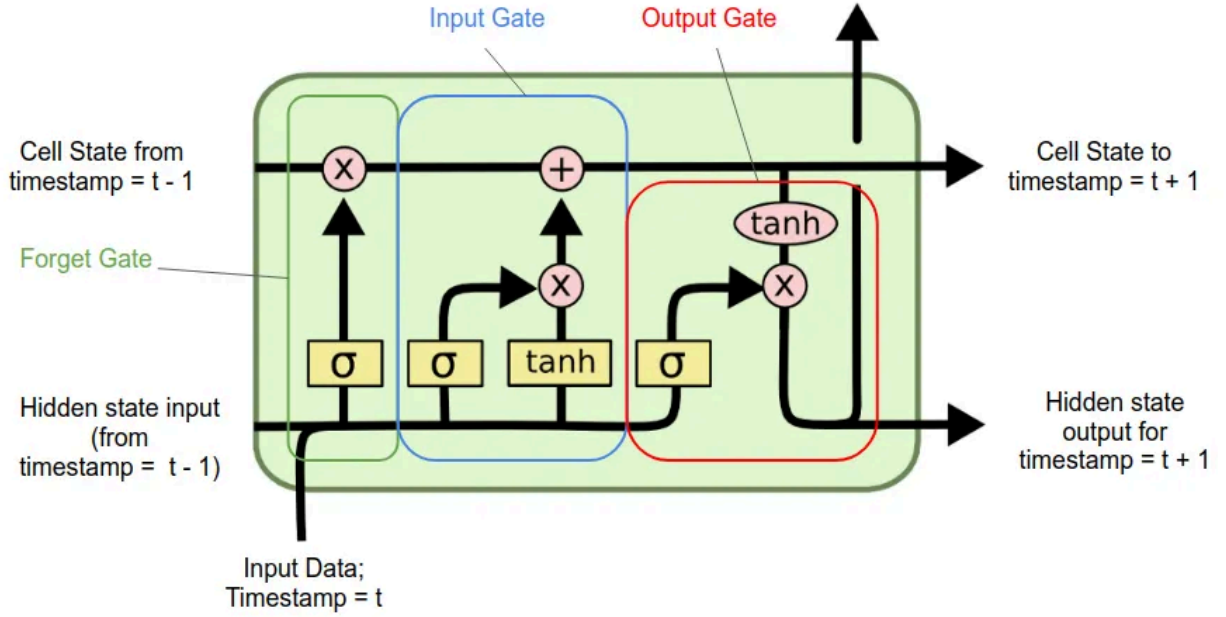 Input Gate
Output Gate
Cell State from
timestamp = t - 1
x
+
Cell State to
timestamp = t + 1
tanh
Forget Gate
x
x
σ
σ
tanh
σ
Hidden state input
(from
timestamp = t - 1)
Hidden state
output for
timestamp = t + 1
Input Data;
Timestamp = t